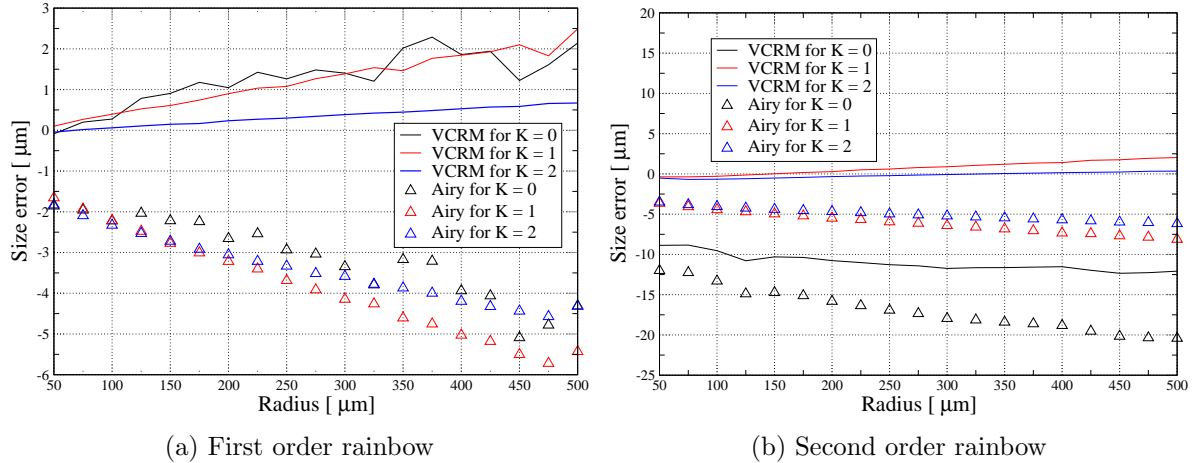 3
2
1
0
-1
-2
-3
-4
-5
-6
Size error [ µm]
VCRM for K = 0
VCRM for K = 1
VCRM for K = 2
Airy for K = 0
Airy for K = 1
Airy for K = 2
50 100 150 200 250 300 350 400 450 500
Radius [ µm]
(a) First order rainbow
20
15
10
5
0
-5
-10
-15
-20
-25
Size error [ µm]
VCRM for K = 0
VCRM for K = 1
VCRM for K = 2
Airy for K = 0
Airy for K = 1
Airy for K = 2
50 100 150 200 250 300 350 400 450 500
Radius [ µm]
(b) Second order rainbow